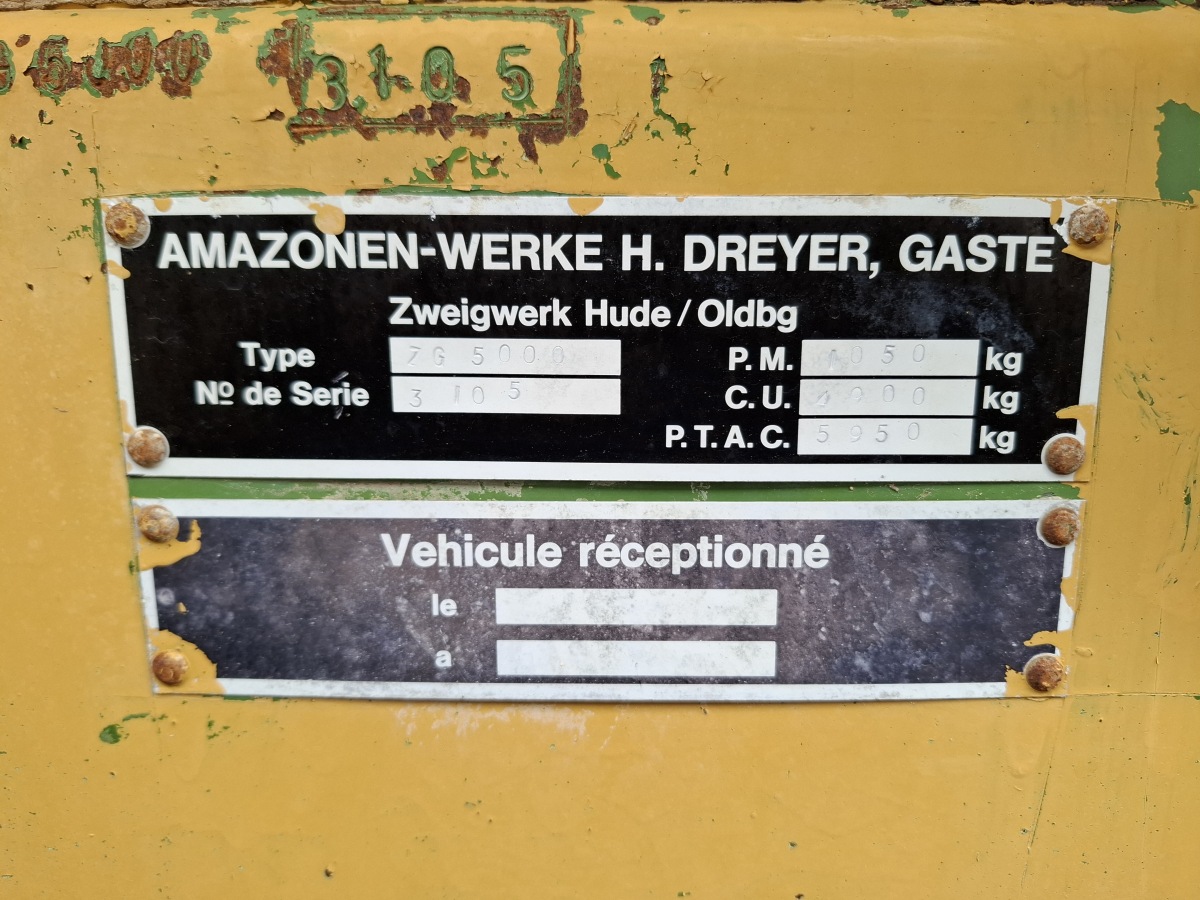 5000 3105
AMAZONEN-WERKE H. DREYER, GASTE
Zweigwerk Hude / Oldbg
Type ZG 5000 P.M. 1050 kg
Nº de Serie 3105 C.U. 4900 kg
P.T.A.C. 5950 kg
Vehicule réceptionné
le
a